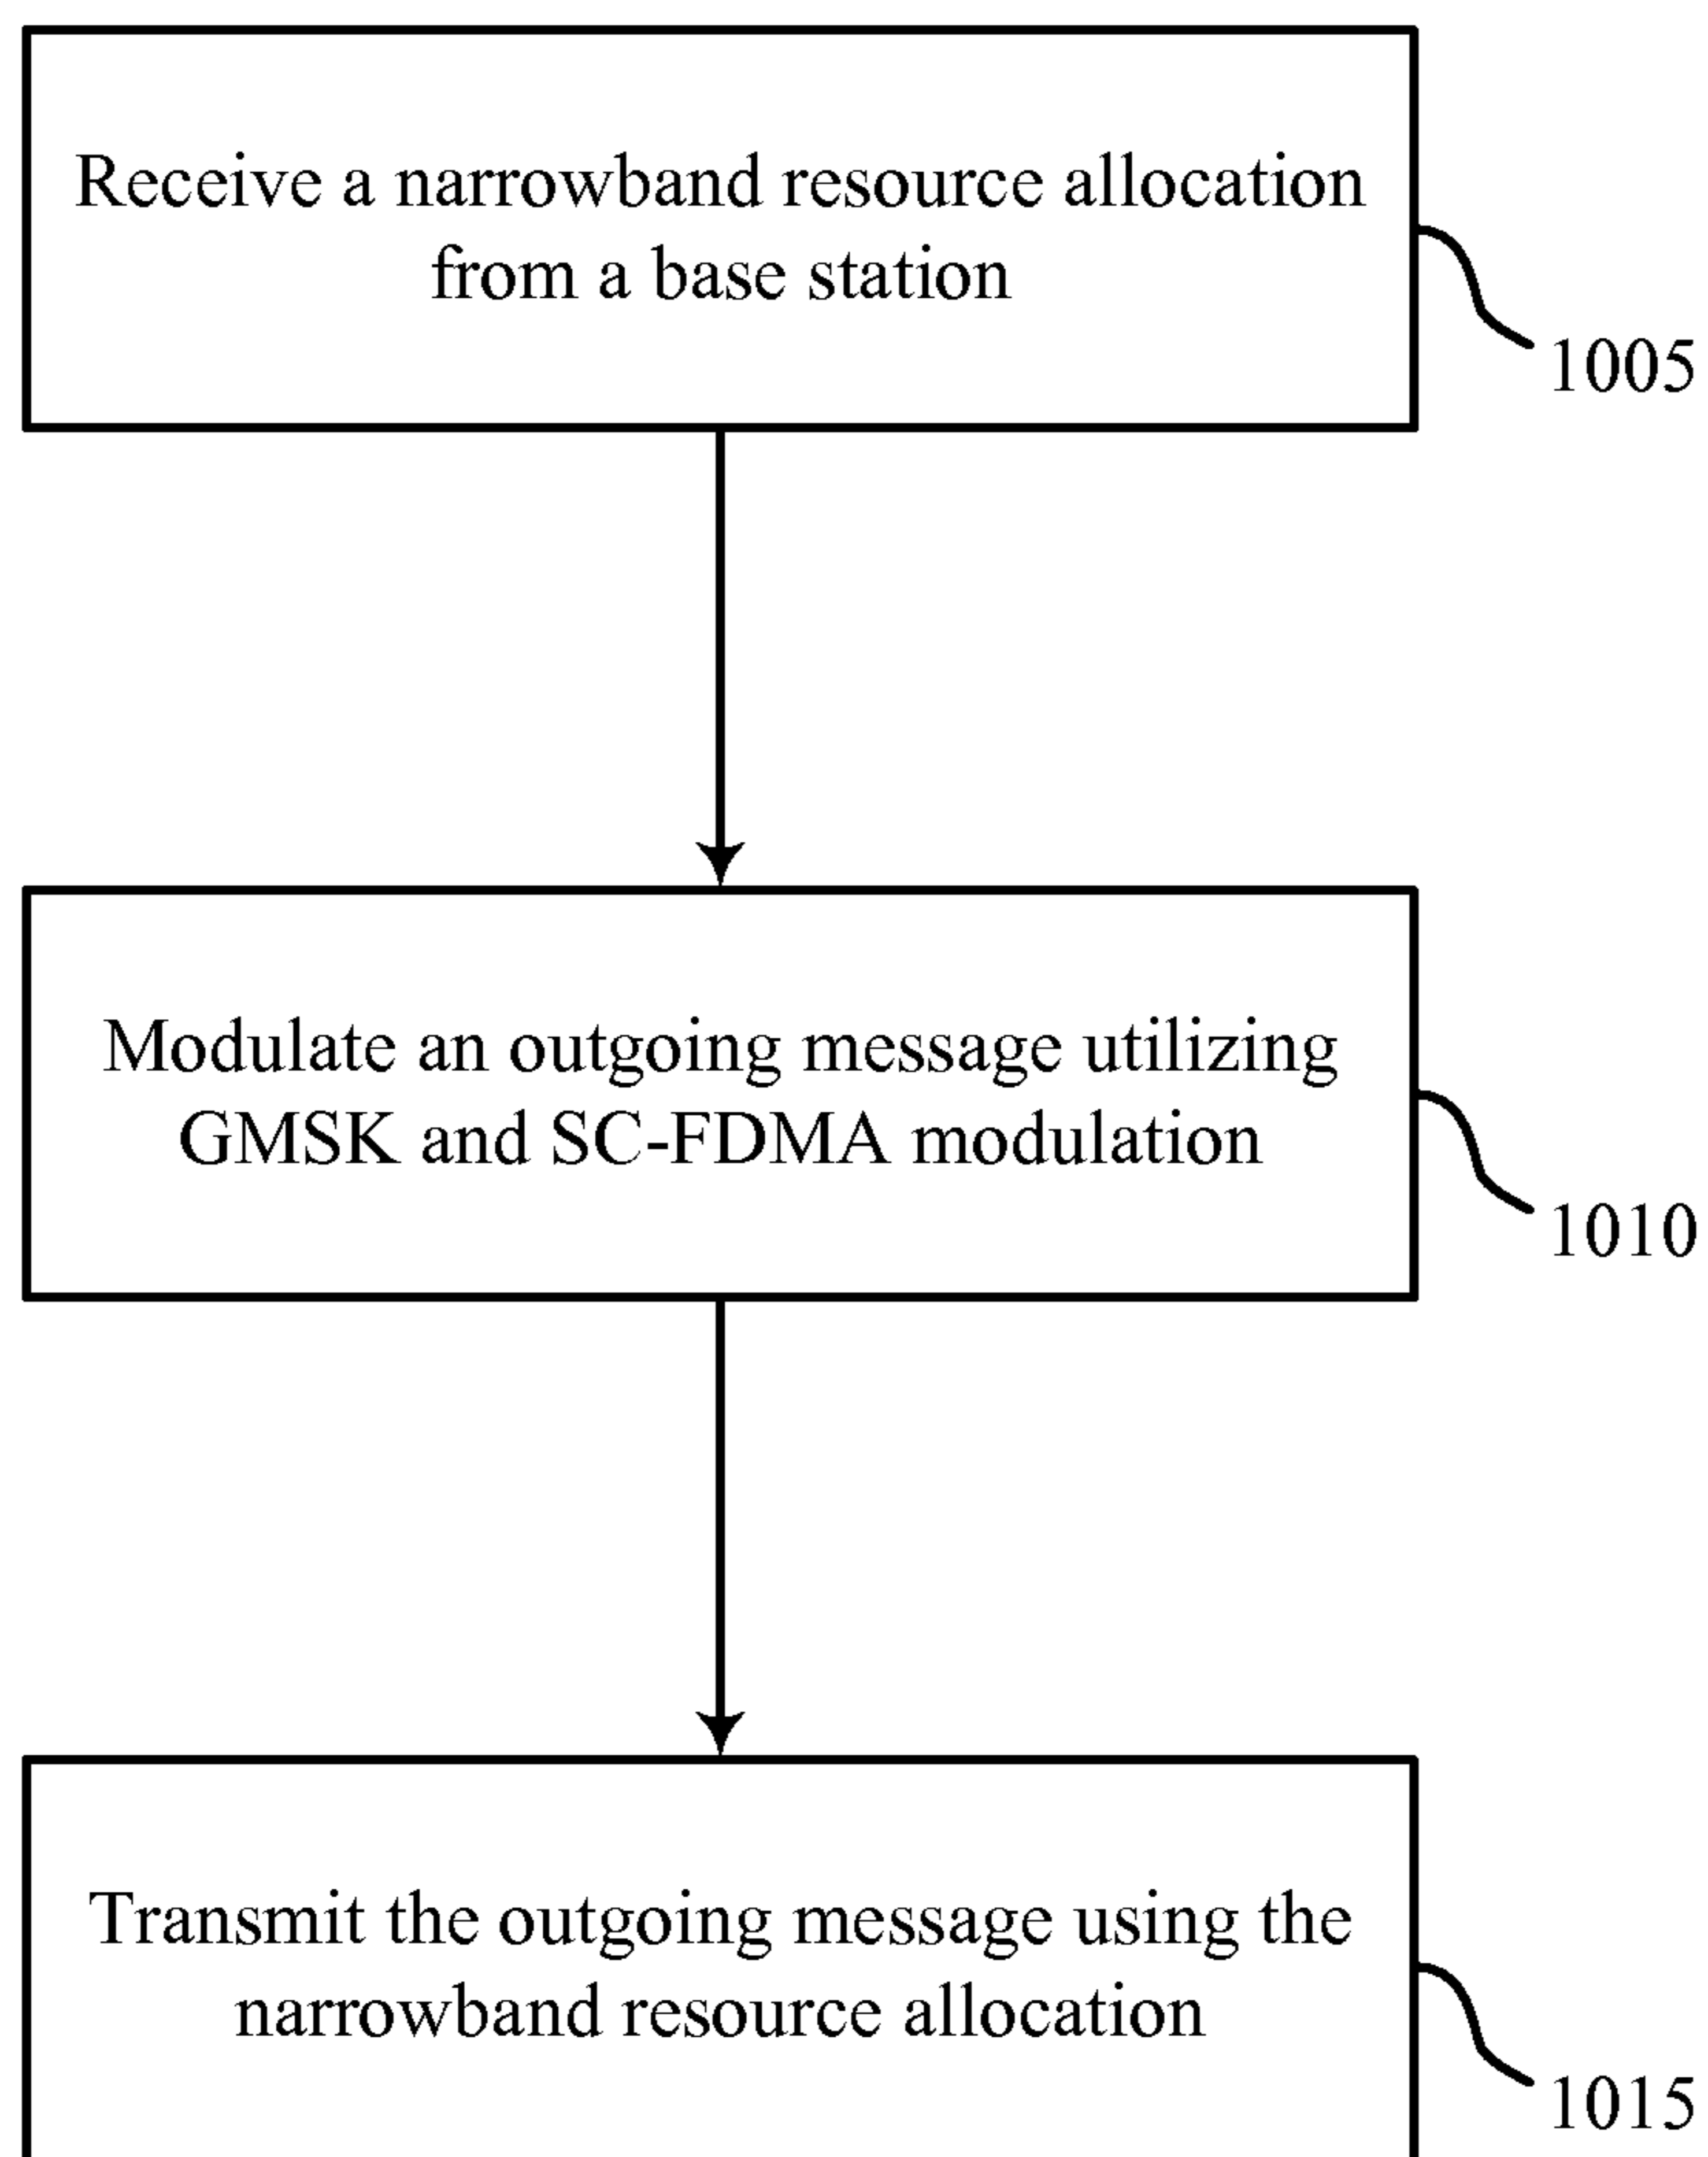 Receive a narrowband resource allocation
from a base station
1005
Modulate an outgoing message utilizing
GMSK and SC-FDMA modulation
1010
Transmit the outgoing message using the
narrowband resource allocation
1015